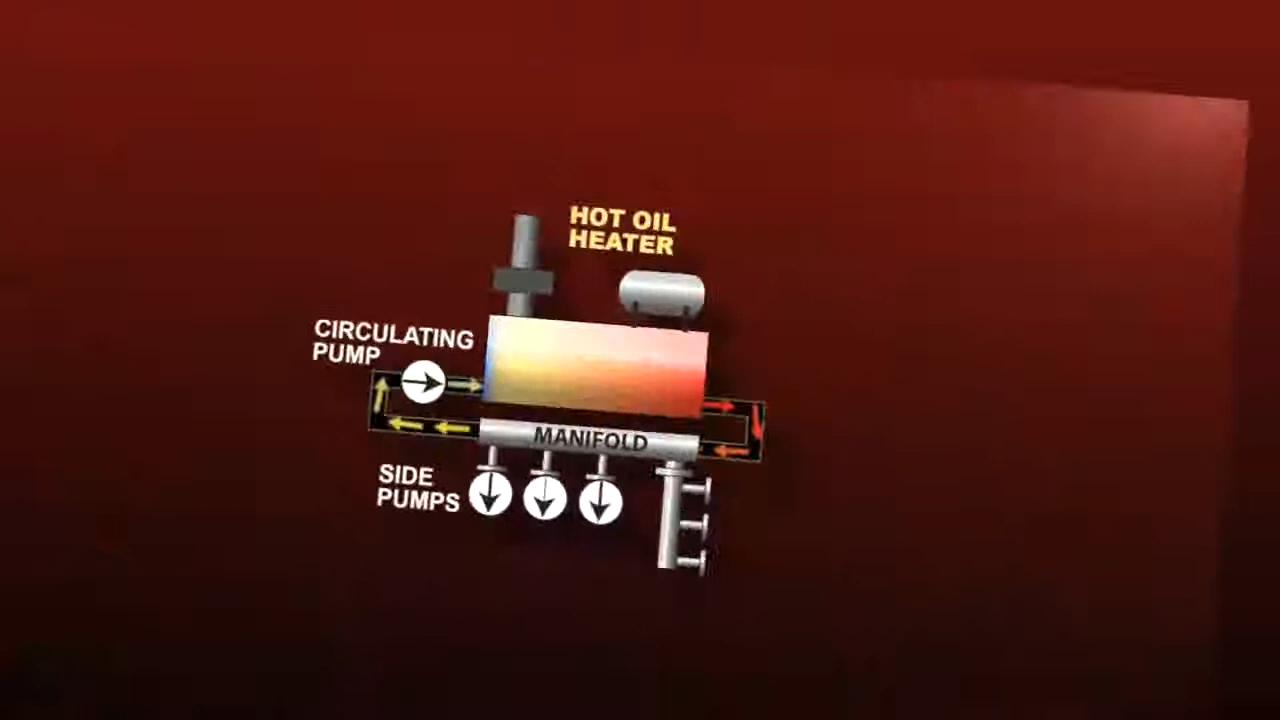 HOT OIL
HEATER
CIRCULATING
PUMP
MANIFOLD
SIDE
PUMPS